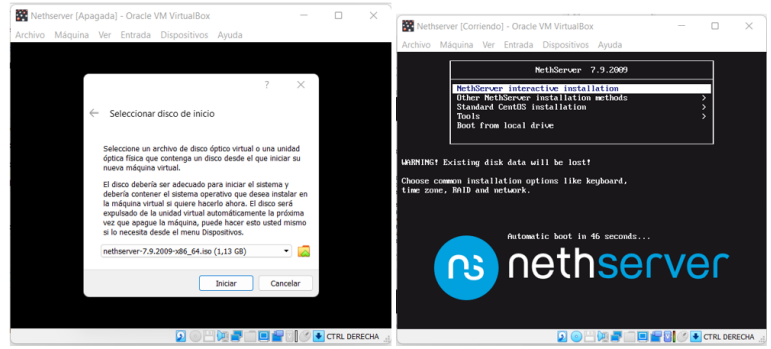 Nethserver [Apagada] - Oracle VM VirtualBox
Archivo Máquina Ver Entrada Dispositivos Ayuda
?
Seleccionar disco de inicio
Seleccione un archivo de disco óptico virtual o una unidad
óptica física que contenga un disco desde el que iniciar su
nueva máquina virtual.
El disco debería ser adecuado para iniciar el sistema y
debería contener el sistema operativo que desea instalar en
la máquina virtual si quiere hacerlo ahora. El disco será
expulsado de la unidad virtual automáticamente la próxima
vez que apague la máquina, puede hacer esto usted mismo
si lo necesita desde el menu Dispositivos.
nethserver-7.9.2009-x86_64.iso (1,13 GB)
Iniciar Cancelar
CTRL DERECHA
Nethserver [Corriendo] - Oracle VM VirtualBox
Archivo Máquina Ver Entrada Dispositivos Ayuda
NethServer 7.9.2009
NethServer interactive installation
Other NethServer installation methods >
Standard CentOS installation >
Tools >
Boot from local drive
WARNING! Existing disk data will be lost!
Choose common installation options like keyboard,
time zone, RAID and network.
Automatic boot in 46 seconds...
ns nethserver
CTRL DERECHA